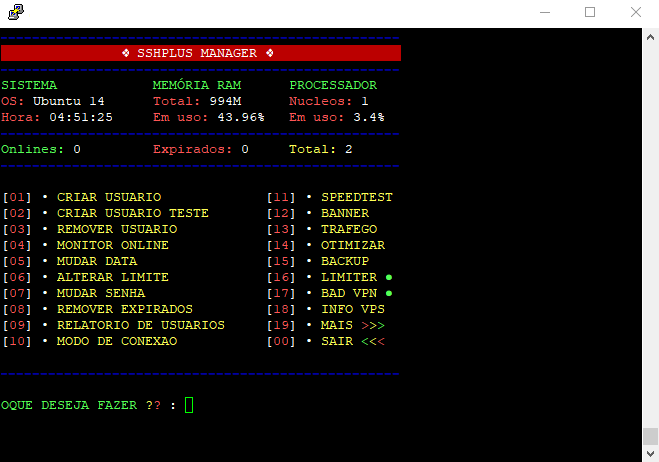 ❖ SSHPLUS MANAGER ❖
SISTEMA MEMÓRIA RAM PROCESSADOR
OS: Ubuntu 14 Total: 994M Nucleos: 1
Hora: 04:51:25 Em uso: 43.96% Em uso: 3.4%
Onlines: 0 Expirados: 0 Total: 2
[01] • CRIAR USUARIO [11] • SPEEDTEST
[02] • CRIAR USUARIO TESTE [12] • BANNER
[03] • REMOVER USUARIO [13] • TRAFEGO
[04] • MONITOR ONLINE [14] • OTIMIZAR
[05] • MUDAR DATA [15] • BACKUP
[06] • ALTERAR LIMITE [16] • LIMITER ●
[07] • MUDAR SENHA [17] • BAD VPN ●
[08] • REMOVER EXPIRADOS [18] • INFO VPS
[09] • RELATORIO DE USUARIOS [19] • MAIS >>>
[10] • MODO DE CONEXAO [00] • SAIR <<<
OQUE DESEJA FAZER ?? :